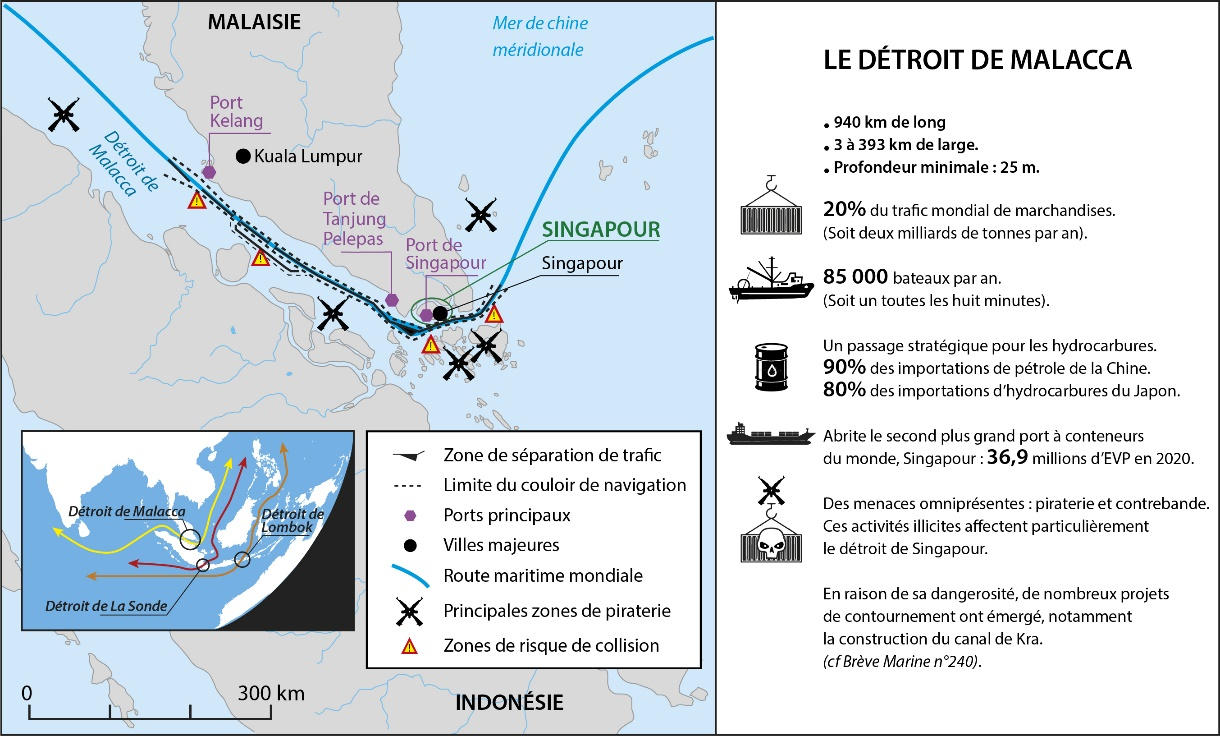 MALAISIE
Mer de chine
méridionale
Port
Kelang
Détroit de
Malacca
Kuala Lumpur
Port de
Tanjung
Pelepas
Port de
Singapour
SINGAPOUR
Singapour
Détroit de Malacca
Détroit de
Lombok
Détroit de La Sonde
Zone de séparation de trafic
Limite du couloir de navigation
Ports principaux
Villes majeures
Route maritime mondiale
Principales zones de piraterie
Zones de risque de collision
0
300 km
INDONÉSIE
LE DÉTROIT DE MALACCA
. 940 km de long
. 3 à 393 km de large.
. Profondeur minimale : 25 m.
20% du trafic mondial de marchandises.
(Soit deux milliards de tonnes par an).
85 000 bateaux par an.
(Soit un toutes les huit minutes).
Un passage stratégique pour les hydrocarbures.
90% des importations de pétrole de la Chine.
80% des importations d'hydrocarbures du Japon.
Abrite le second plus grand port à conteneurs
du monde, Singapour : 36,9 millions d'EVP en 2020.
Des menaces omniprésentes : piraterie et contrebande.
Ces activités illicites affectent particulièrement
le détroit de Singapour.
En raison de sa dangerosité, de nombreux projets
de contournement ont émergé, notamment
la construction du canal de Kra.
(cf Brève Marine n°240).